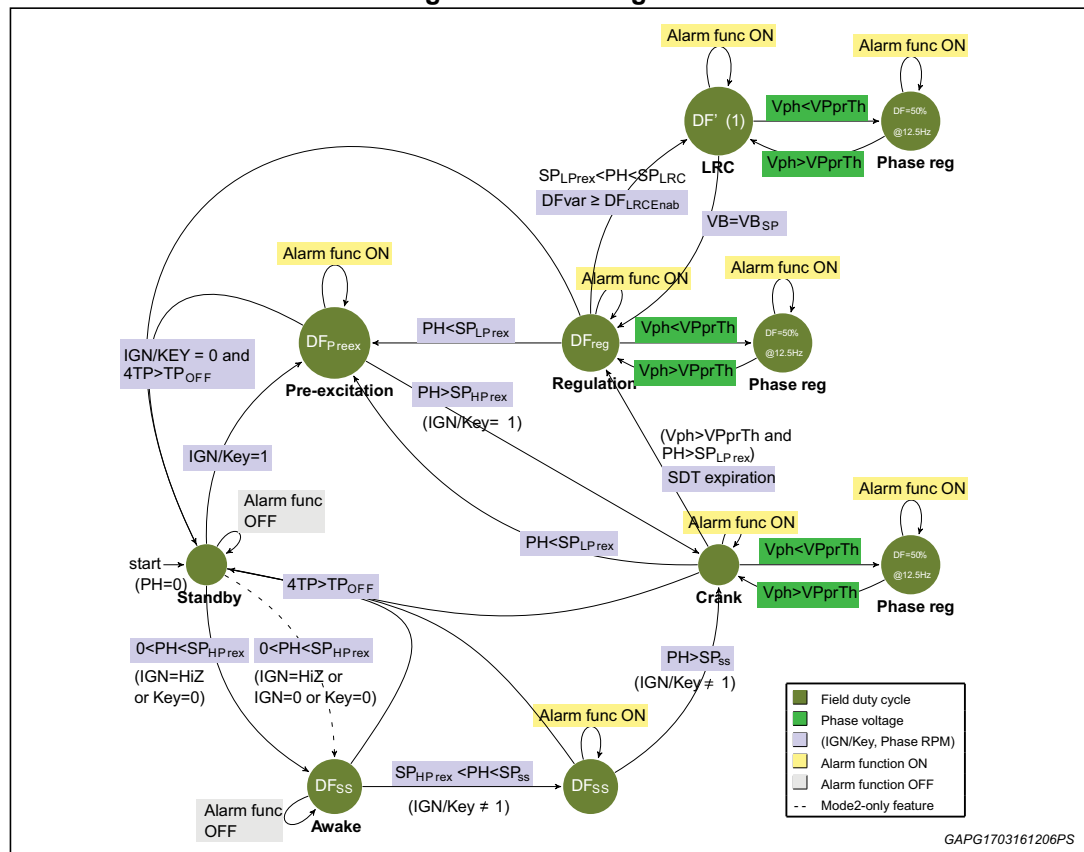 Alarm func ON
Alarm func ON
DF' (1)
Vph<VPprTh
DF=50%
@12.5Hz
Vph>VPprTh
LRC
Phase reg
SPLPrex<PH<SPLRC
DFvar ≥ DFLRCEnab
VB=VBSP
Alarm func ON
Alarm func ON
Alarm func ON
DFPreex
PH<SPLPrex
DFreg
Vph<VPprTh
DF=50%
@12.5Hz
Vph>VPprTh
IGN/KEY = 0 and
4TP>TPOFF
Pre-excitation
Regulation
Phase reg
PH>SPHPrex
(IGN/Key= 1)
(Vph>VPprTh and
PH>SPLPrex)
SDT expiration
IGN/Key=1
Alarm func
OFF
Alarm func ON
Alarm func ON
PH<SPLPrex
Vph<VPprTh
DF=50%
@12.5Hz
start
(PH=0)
Standby
4TP>TPOFF
Crank
Vph>VPprTh
Phase reg
0<PH<SPHPrex
(IGN=HiZ
or Key=0)
0<PH<SPHPrex
(IGN=HiZ or
IGN=0 or Key=0)
PH>SPss
(IGN/Key ≠ 1)
Alarm func ON
DFSS
SPHPrex <PH<SPss
(IGN/Key ≠ 1)
DFSS
Alarm func
OFF
Awake
Field duty cycle
Phase voltage
(IGN/Key, Phase RPM)
Alarm function ON
Alarm function OFF
-- Mode2-only feature
GAPG1703161206PS